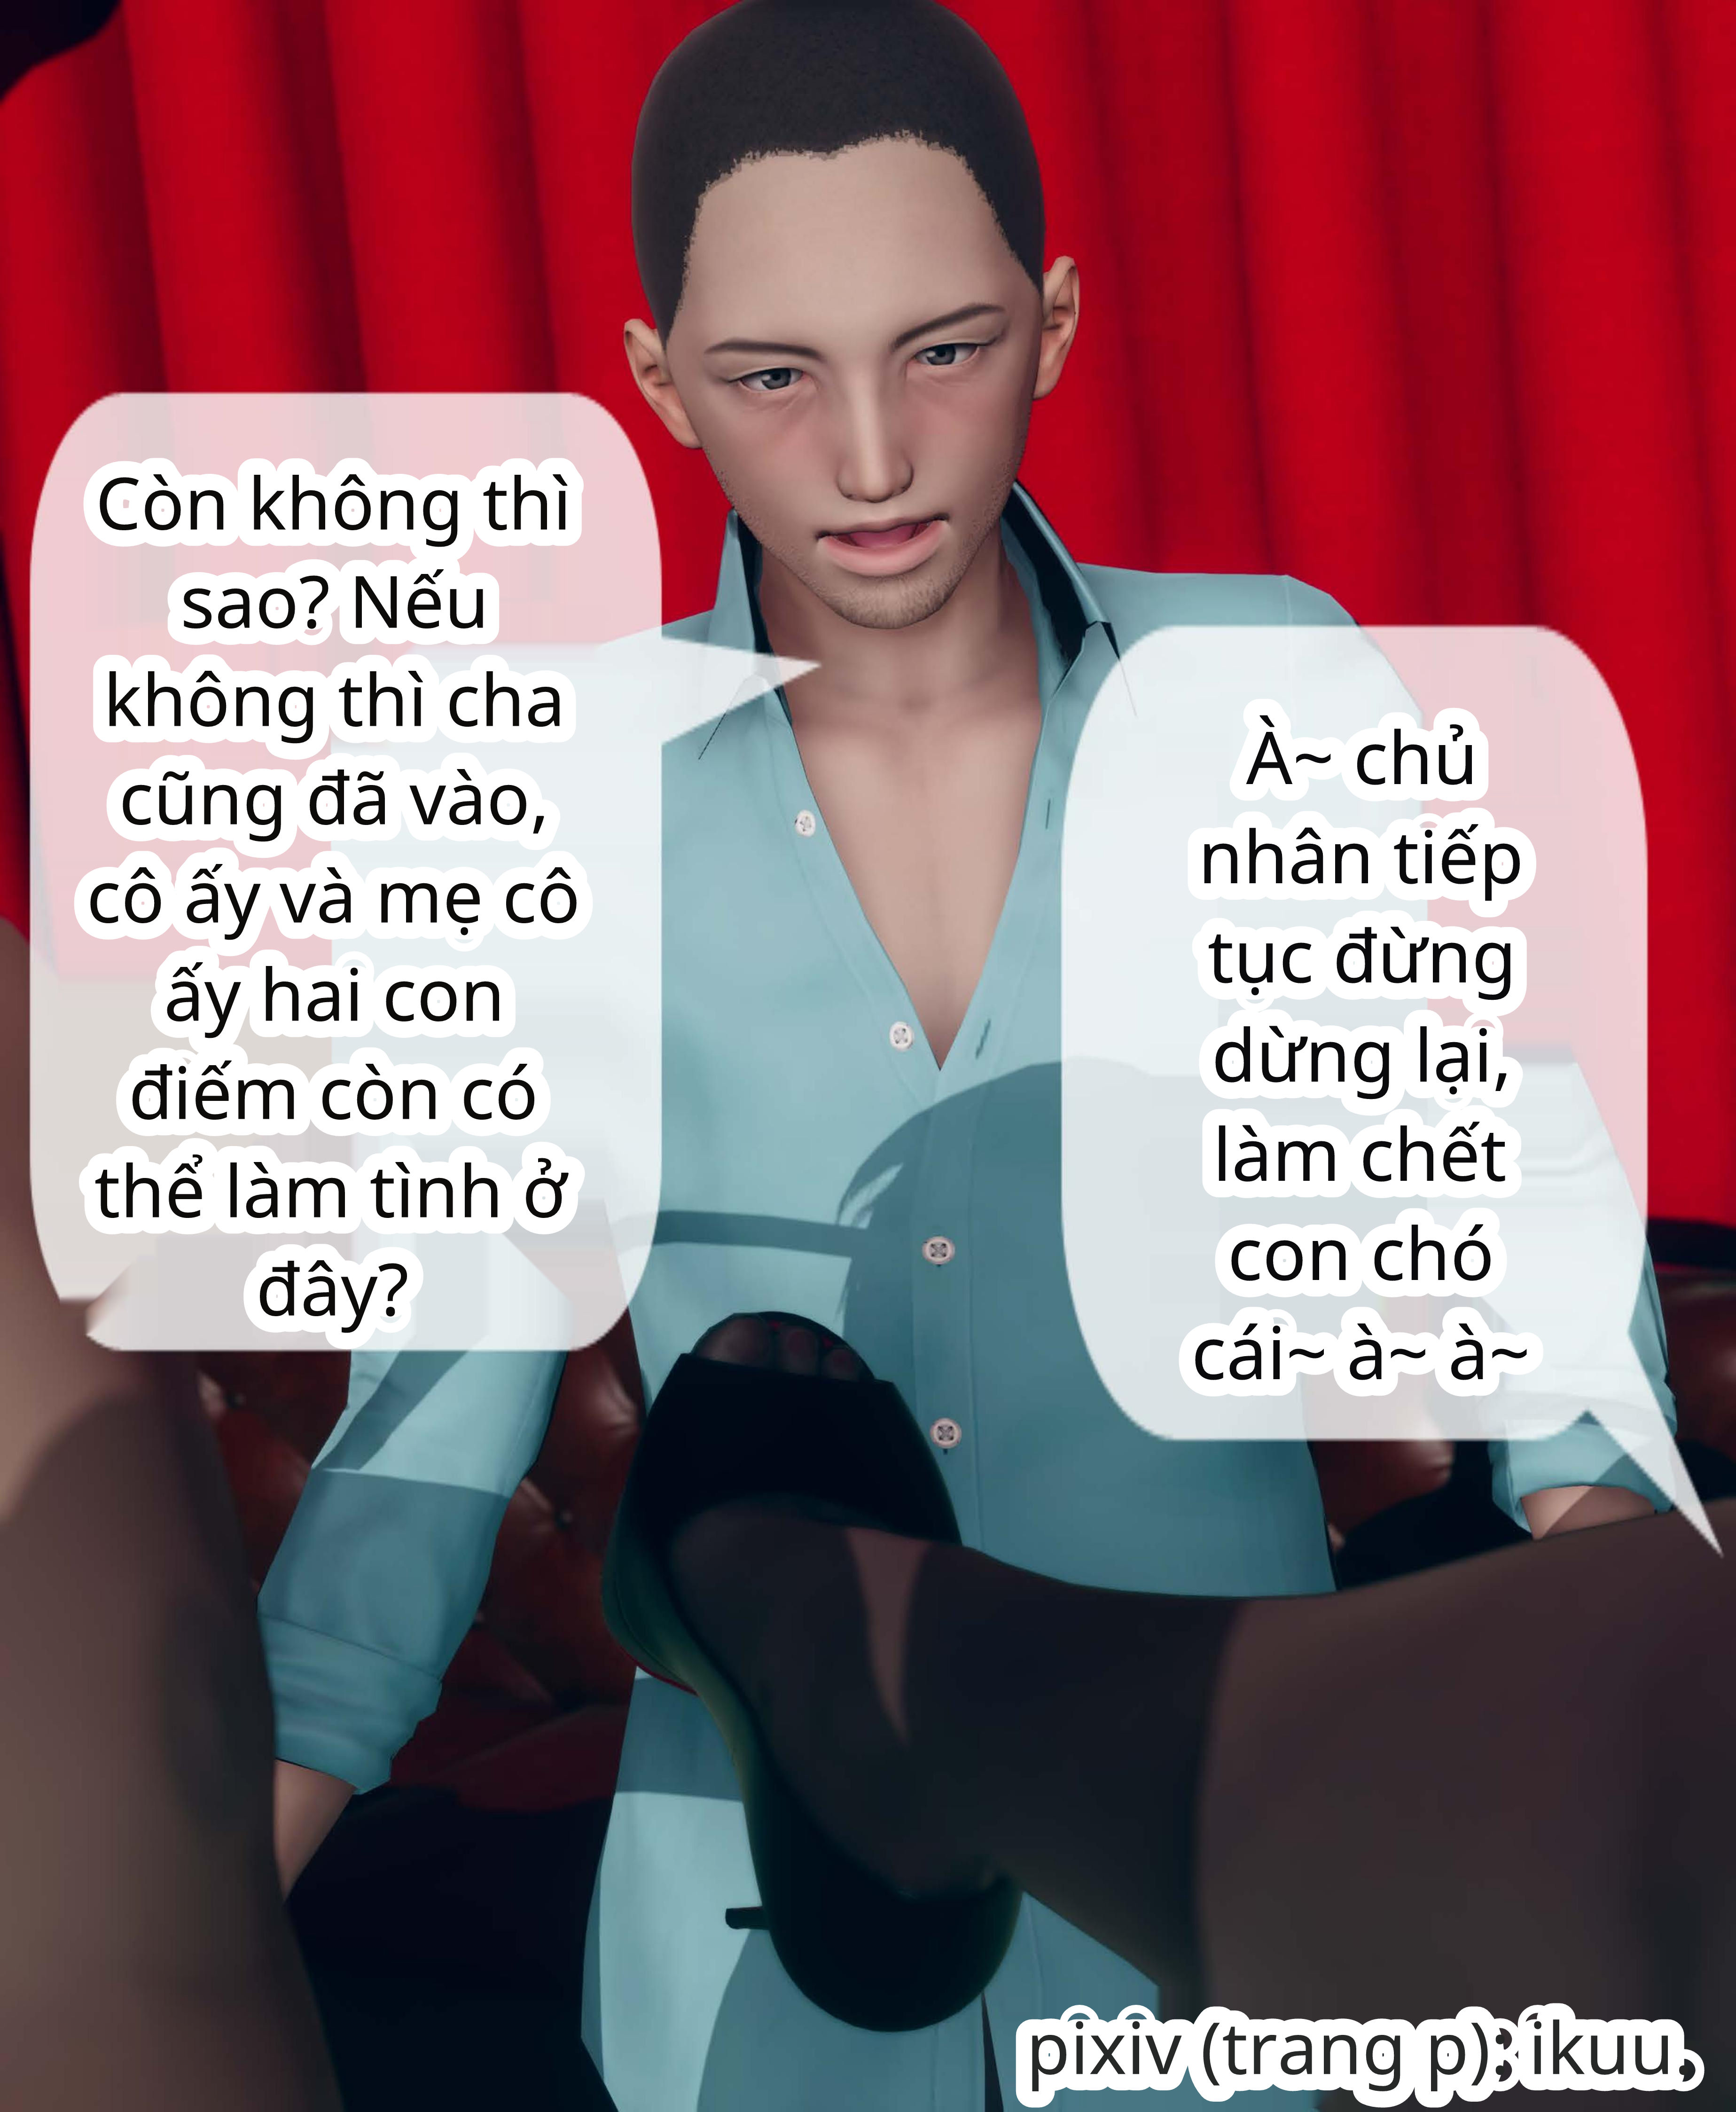 Còn không thì
sao? Nếu
không thì cha
cũng đã vào,
cô ấy và mẹ cô
ấy hai con
điếm còn có
thể làm tình ở
đây?
À~ chủ
nhân tiếp
tục đừng
dừng lại,
làm chết
con chó
cái~ à~ à~
pixiv (trang p): ikuu,